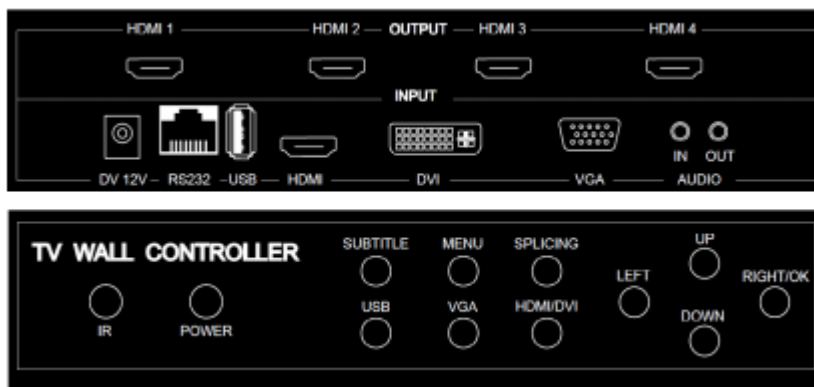 HDMI 1 HDMI 2 OUTPUT HDMI 3 HDMI 4
INPUT
IN OUT
DV 12V RS232 USB HDMI DVI VGA AUDIO
TV WALL CONTROLLER
SUBTITLE MENU SPLICING UP
LEFT RIGHT/OK
USB VGA HDMI/DVI DOWN
IR POWER